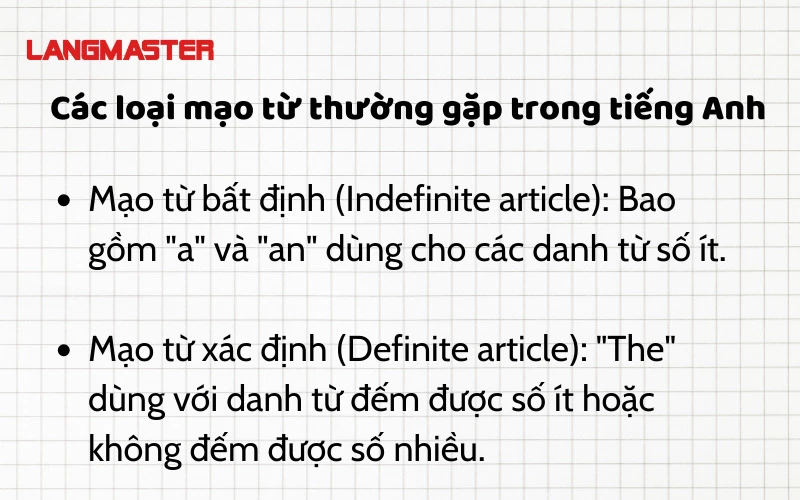 LANGMASTER
Các loại mạo từ thường gặp trong tiếng Anh
• Mạo từ bất định (Indefinite article): Bao
gồm "a" và "an" dùng cho các danh từ số ít.
• Mạo từ xác định (Definite article): "The"
dùng với danh từ đếm được số ít hoặc
không đếm được số nhiều.